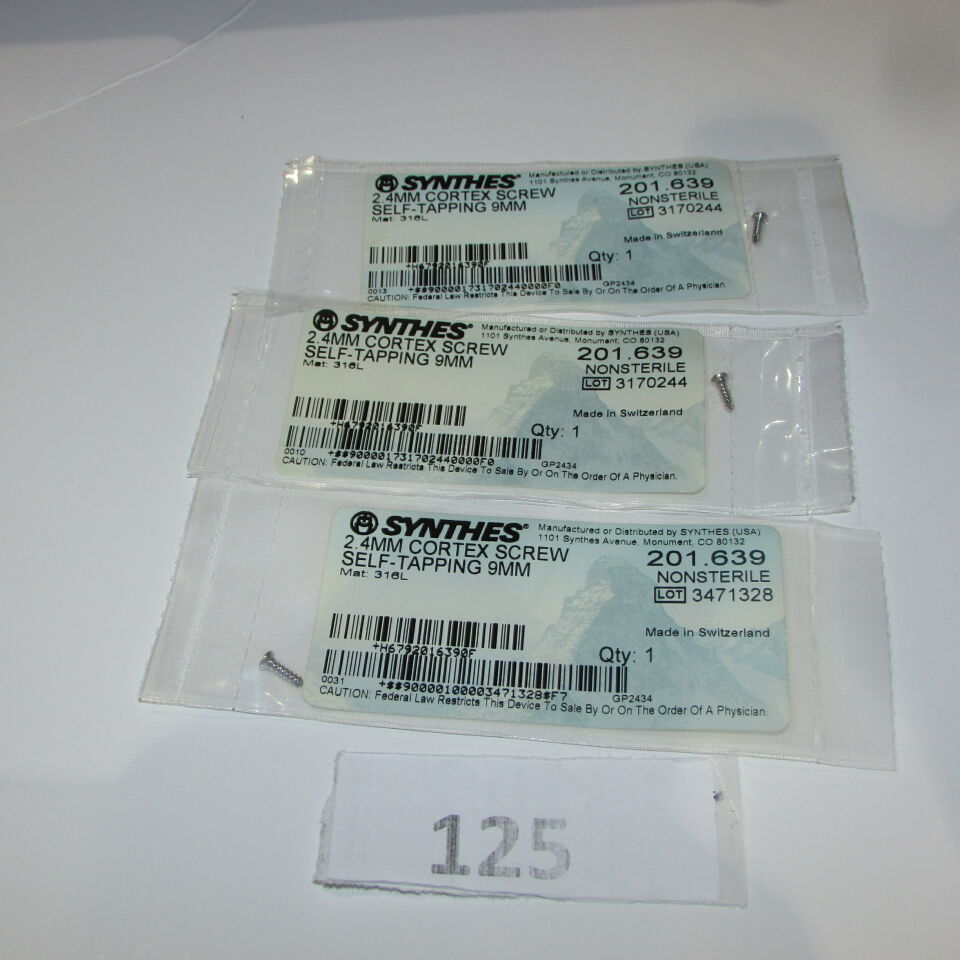 SYNTHES®
Manufactured or Distributed by SYNTHES (USA)
1101 Synthes Avenue, Monument, CO 80132
2.4MM CORTEX SCREW
SELF-TAPPING 9MM
Mat: 316L
201.639
NONSTERILE
LOT 3170244
Made in Switzerland
Qty: 1
+H6792016390F
0013
+$$9000017317024400000F0
GP2434
CAUTION: Federal Law Restricts This Device To Sale By Or On The Order Of A Physician.
SYNTHES®
Manufactured or Distributed by SYNTHES (USA)
1101 Synthes Avenue, Monument, CO 80132
2.4MM CORTEX SCREW
SELF-TAPPING 9MM
Mat: 316L
201.639
NONSTERILE
LOT 3170244
Made in Switzerland
Qty: 1
+H6792016390F
0010
+$$900001731702440000F0
GP2434
CAUTION: Federal Law Restricts This Device To Sale By Or On The Order Of A Physician.
SYNTHES®
Manufactured or Distributed by SYNTHES (USA)
1101 Synthes Avenue, Monument, CO 80132
2.4MM CORTEX SCREW
SELF-TAPPING 9MM
Mat: 316L
201.639
NONSTERILE
LOT 3471328
Made in Switzerland
Qty: 1
+H6792016390F
0031
+$$90000100003471328$F7
GP2434
CAUTION: Federal Law Restricts This Device To Sale By Or On The Order Of A Physician.
125